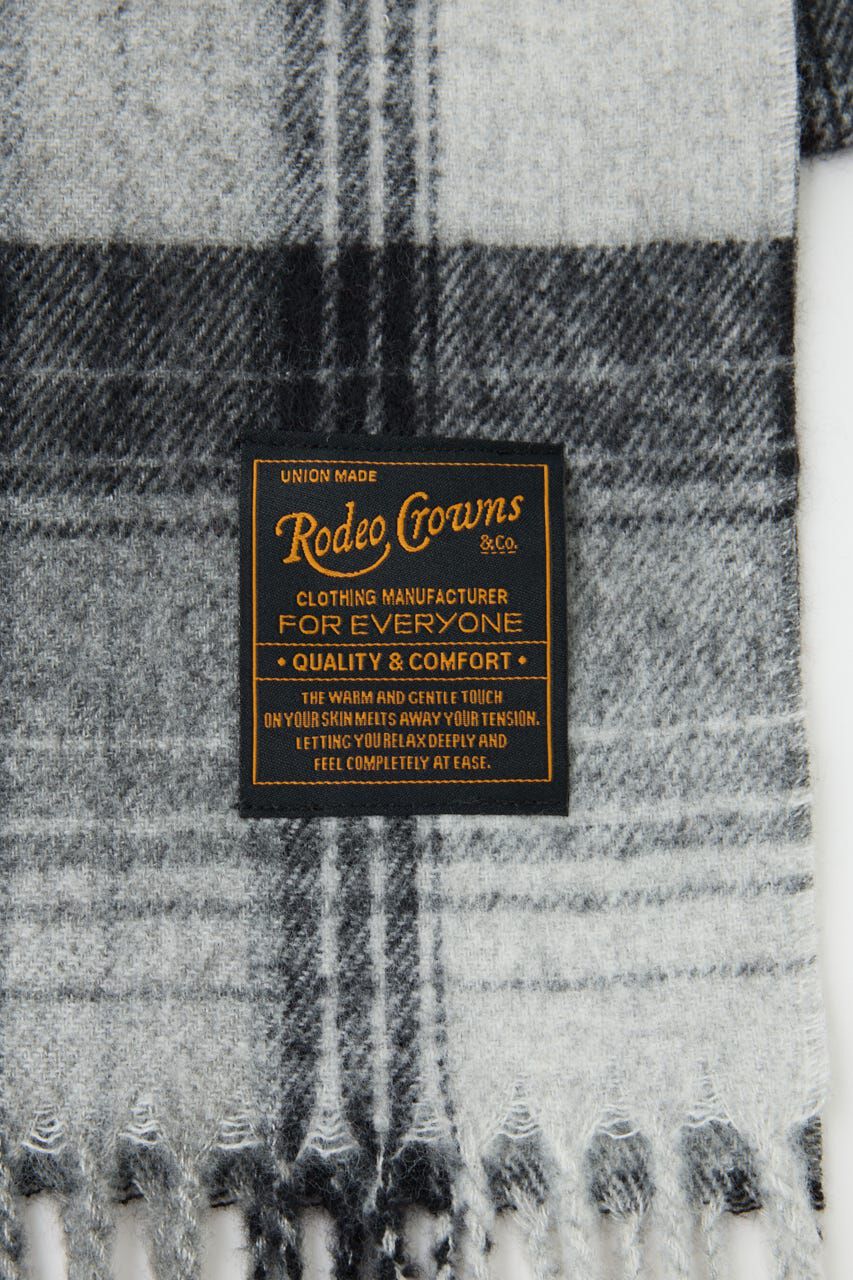 UNION MADE
Rodeo Crowns
&Co.
CLOTHING MANUFACTURER
FOR EVERYONE
• QUALITY & COMFORT •
THE WARM AND GENTLE TOUCH
ON YOUR SKIN MELTS AWAY YOUR TENSION.
LETTING YOU RELAX DEEPLY AND
FEEL COMPLETELY AT EASE.